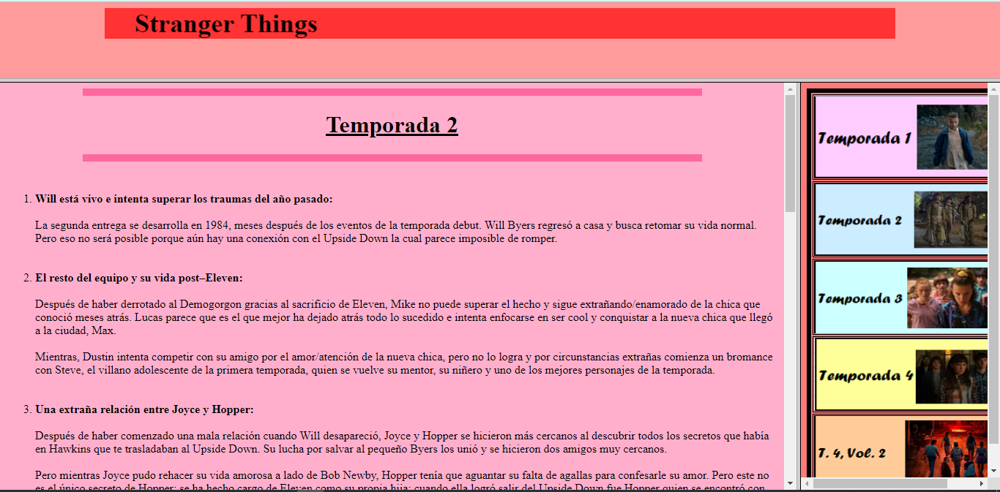 Stranger Things
Temporada 2
1. Will está vivo e intenta superar los traumas del año pasado:
La segunda entrega se desarrolla en 1984, meses después de los eventos de la temporada debut. Will Byers regresó a casa y busca retomar su vida normal.
Pero eso no será posible porque aún hay una conexión con el Upside Down la cual parece imposible de romper.
2. El resto del equipo y su vida post–Eleven:
Después de haber derrotado al Demogorgon gracias al sacrificio de Eleven, Mike no puede superar el hecho y sigue extrañando/enamorado de la chica que
conoció meses atrás. Lucas parece que es el que mejor ha dejado atrás todo lo sucedido e intenta enfocarse en ser cool y conquistar a la nueva chica que llegó
a la ciudad, Max.
Mientras, Dustin intenta competir con su amigo por el amor/atención de la nueva chica, pero no lo logra y por circunstancias extrañas comienza un bromance
con Steve, el villano adolescente de la primera temporada, quien se vuelve su mentor, su niñero y uno de los mejores personajes de la temporada.
3. Una extraña relación entre Joyce y Hopper:
Después de haber comenzado una mala relación cuando Will desapareció, Joyce y Hopper se hicieron más cercanos al descubrir todos los secretos que había
en Hawkins que te trasladaban al Upside Down. Su lucha por salvar al pequeño Byers los unió y se hicieron dos amigos muy cercanos.
Pero mientras Joyce pudo rehacer su vida amorosa a lado de Bob Newby, Hopper tenía que aguantar su falta de agallas para confesarle su amor. Pero este no
es el único secreto de Hopper: se ha hecho cargo de Eleven como su propia hija; cuando ella logró salir del Upside Down fue Hopper quien se encontró con
Temporada 1
Temporada 2
Temporada 3
Temporada 4
T. 4, Vol. 2